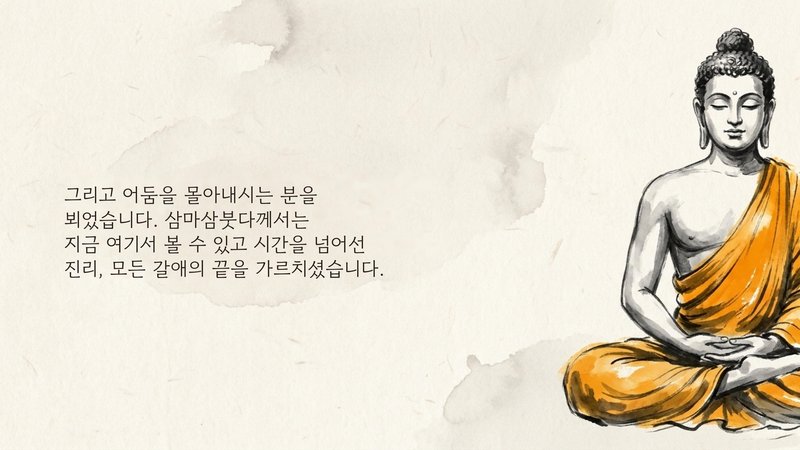 그리고 어둠을 몰아내시는 분을
뵈었습니다. 삼마삼붓다께서는
지금 여기서 볼 수 있고 시간을 넘어선
진리, 모든 갈애의 끝을 가르치셨습니다.